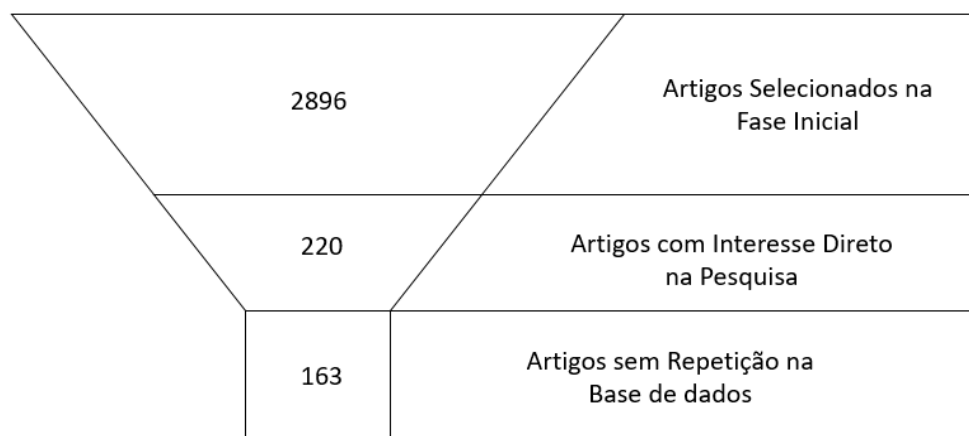 2896
Artigos Selecionados na
Fase Inicial
220
Artigos com Interesse Direto
na Pesquisa
163
Artigos sem Repetição na
Base de dados